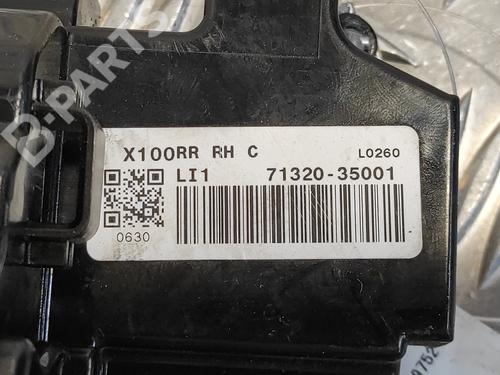 B-PARTS
X100RR RH C L0260
LI1 71320-35001
0630